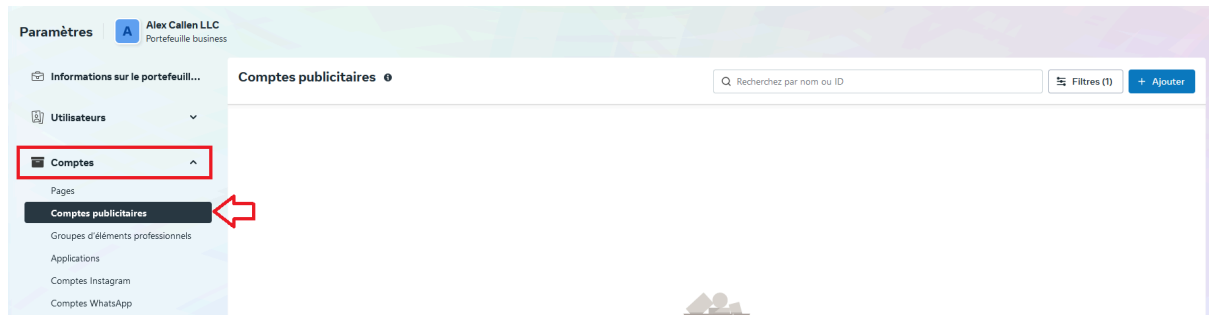 Paramètres
A
Alex Callen LLC
Portefeuille business
Informations sur le portefeuill...
Utilisateurs
Comptes
Pages
Comptes publicitaires
Groupes d'éléments professionnels
Applications
Comptes Instagram
Comptes WhatsApp
Comptes publicitaires
Recherchez par nom ou ID
Filtres (1)
+ Ajouter